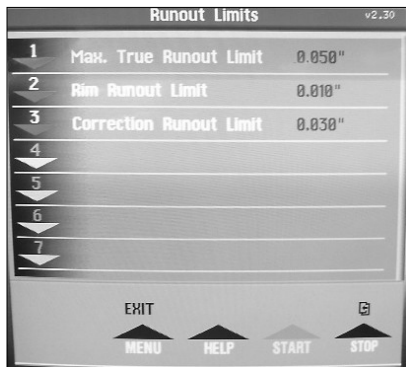 Runout Limits v2.30
1 Max. True Runout Limit 0.050"
2 Rim Runout Limit 0.010"
3 Correction Runout Limit 0.030"
4
5
6
7
EXIT
MENU HELP START STOP